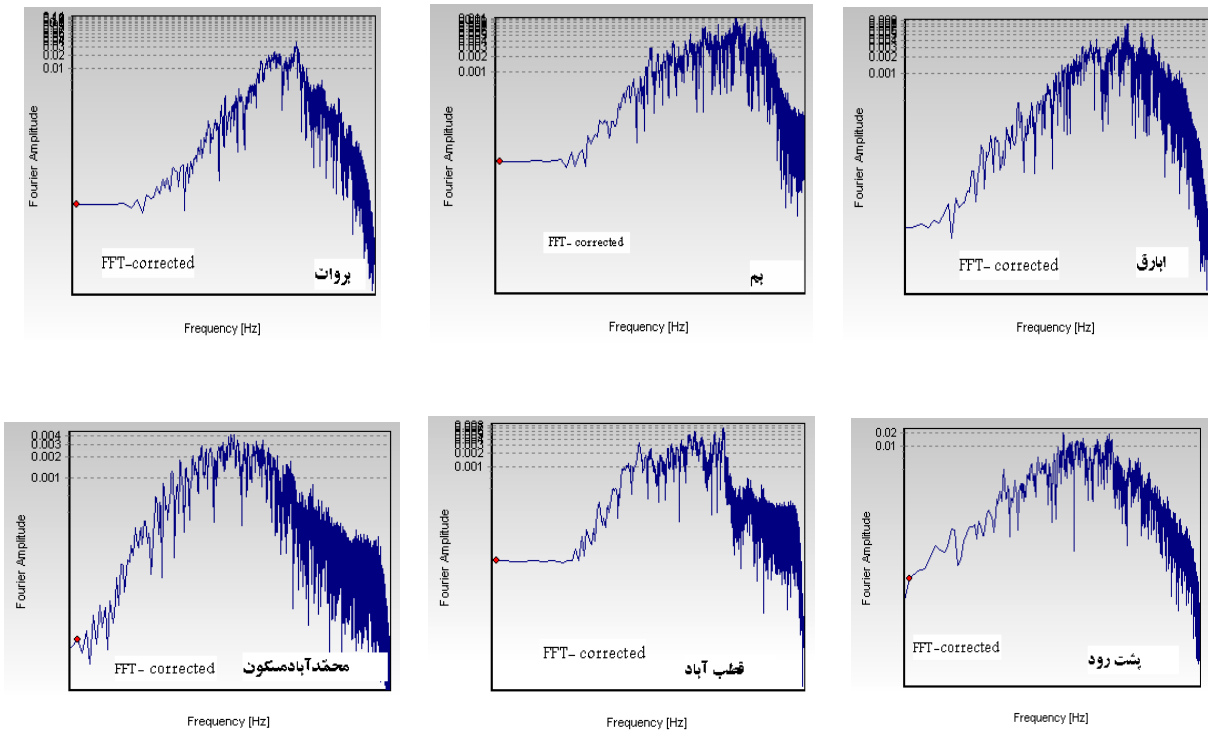 0.02
0.01
Fourier Amplitude
FFT-corrected
بروات
Frequency [Hz]
0.002
0.001
Fourier Amplitude
FFT- corrected
بم
Frequency [Hz]
0.002
0.001
Fourier Amplitude
FFT- corrected
ابارق
Frequency [Hz]
0.004
0.003
0.002
0.001
Fourier Amplitude
FFT- corrected
محمّدآبادمسکون
Frequency [Hz]
0.002
0.001
Fourier Amplitude
FFT- corrected
قطب آباد
Frequency [Hz]
0.02
0.01
Fourier Amplitude
FFT-corrected
پشت رود
Frequency [Hz]